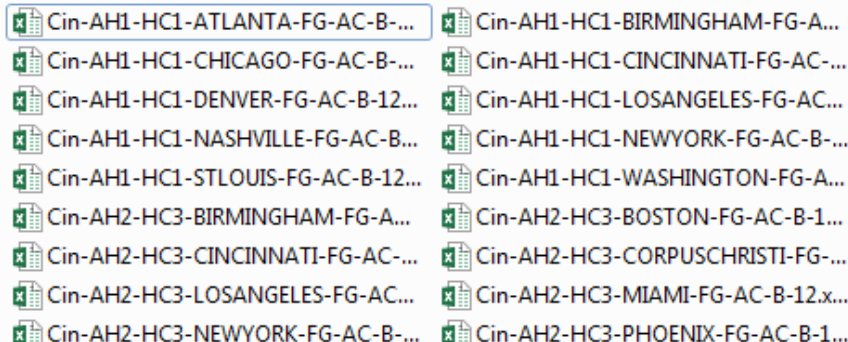 Cin-AH1-HC1-ATLANTA-FG-AC-B-...
Cin-AH1-HC1-BIRMINGHAM-FG-A...
Cin-AH1-HC1-CHICAGO-FG-AC-B-...
Cin-AH1-HC1-CINCINNATI-FG-AC-...
Cin-AH1-HC1-DENVER-FG-AC-B-12...
Cin-AH1-HC1-LOSANGELES-FG-AC...
Cin-AH1-HC1-NASHVILLE-FG-AC-B...
Cin-AH1-HC1-NEWYORK-FG-AC-B-...
Cin-AH1-HC1-STLOUIS-FG-AC-B-12...
Cin-AH1-HC1-WASHINGTON-FG-A...
Cin-AH2-HC3-BIRMINGHAM-FG-A...
Cin-AH2-HC3-BOSTON-FG-AC-B-1...
Cin-AH2-HC3-CINCINNATI-FG-AC-...
Cin-AH2-HC3-CORPUSCHRISTI-FG-...
Cin-AH2-HC3-LOSANGELES-FG-AC...
Cin-AH2-HC3-MIAMI-FG-AC-B-12.x...
Cin-AH2-HC3-NEWYORK-FG-AC-B-...
Cin-AH2-HC3-PHOENIX-FG-AC-B-1...